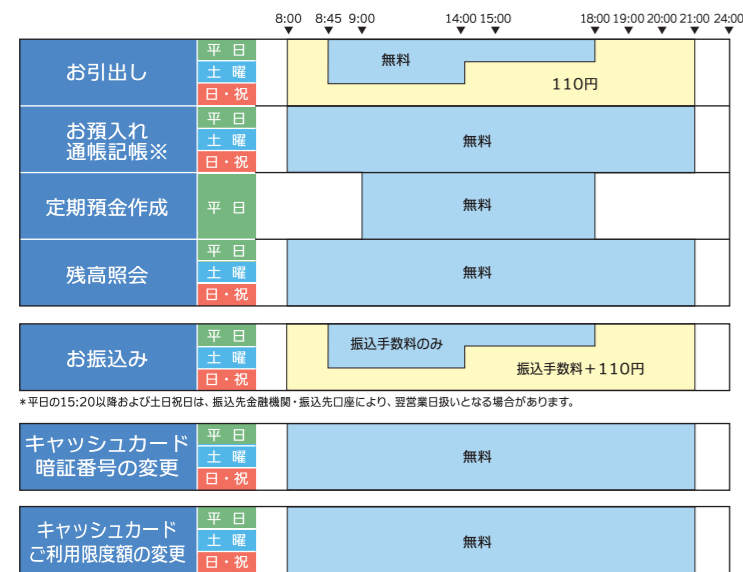 8:00 8:45 9:00 14:00 15:00 18:00 19:00 20:00 21:00 24:00
お引出し
平 日
土 曜
日・祝
無料
110円
お預入れ
通帳記帳※
平 日
土 曜
日・祝
無料
定期預金作成
平 日
無料
残高照会
平 日
土 曜
日・祝
無料
お振込み
平 日
土 曜
日・祝
振込手数料のみ
振込手数料+110円
*平日の15:20以降および土日祝日は、振込先金融機関・振込先口座により、翌営業日扱いとなる場合があります。
キャッシュカード
暗証番号の変更
平 日
土 曜
日・祝
無料
キャッシュカード
ご利用限度額の変更
平 日
土 曜
日・祝
無料